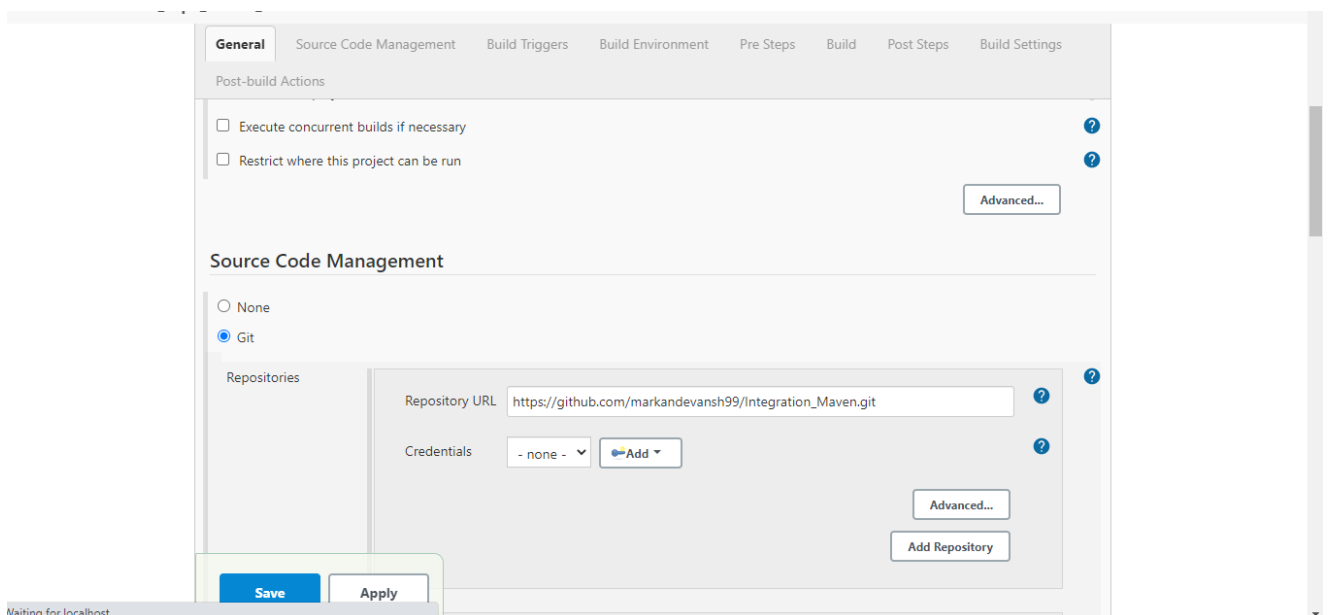 General Source Code Management Build Triggers Build Environment Pre Steps Build Post Steps Build Settings
Post-build Actions
Execute concurrent builds if necessary
Restrict where this project can be run
Advanced...
Source Code Management
None
Git
Repositories
Repository URL https://github.com/markandevansh99/Integration_Maven.git
Credentials - none - Add
Advanced...
Add Repository
Save Apply
Waiting for localhost